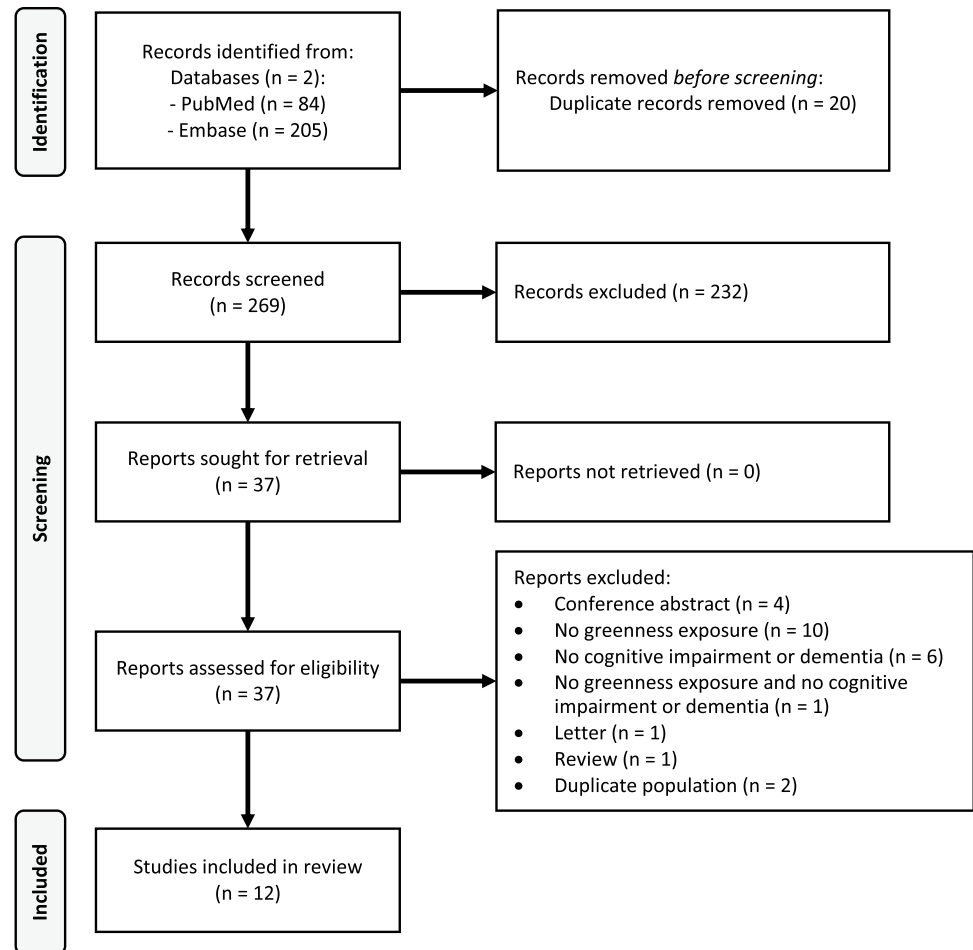 Identification
Records identified from:
Databases (n = 2):
- PubMed (n = 84)
- Embase (n = 205)
Records removed before screening:
Duplicate records removed (n = 20)
Screening
Records screened
(n = 269)
Records excluded (n = 232)
Reports sought for retrieval
(n = 37)
Reports not retrieved (n = 0)
Reports assessed for eligibility
(n = 37)
Reports excluded:
• Conference abstract (n = 4)
• No greenness exposure (n = 10)
• No cognitive impairment or dementia (n = 6)
• No greenness exposure and no cognitive
impairment or dementia (n = 1)
• Letter (n = 1)
• Review (n = 1)
• Duplicate population (n = 2)
Included
Studies included in review
(n = 12)